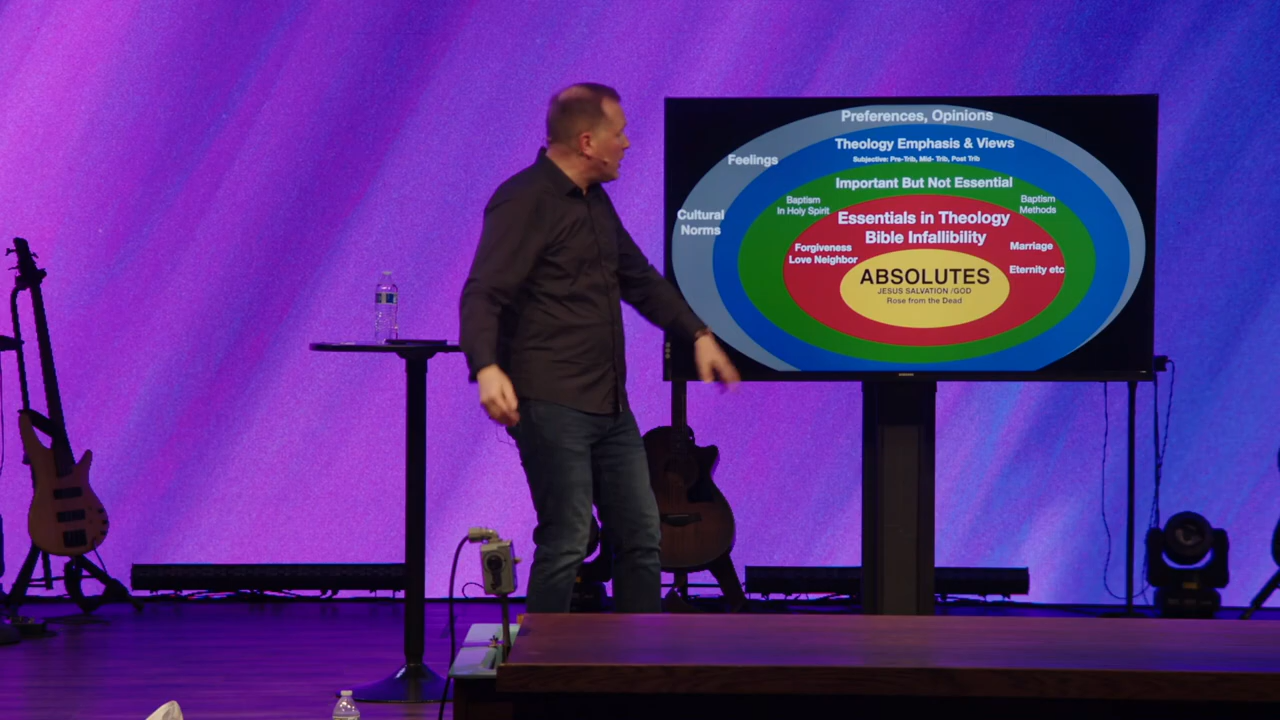 Preferences, Opinions
Theology Emphasis & Views
Subjective: Pre-Trib, Mid- Trib, Post Trib
Feelings
Important But Not Essential
Baptism
In Holy Spirit
Baptism
Methods
Cultural
Norms
Essentials in Theology
Bible Infallibility
Forgiveness
Love Neighbor
Marriage
Eternity etc
ABSOLUTES
JESUS SALVATION /GOD
Rose from the Dead
SAMSUNG